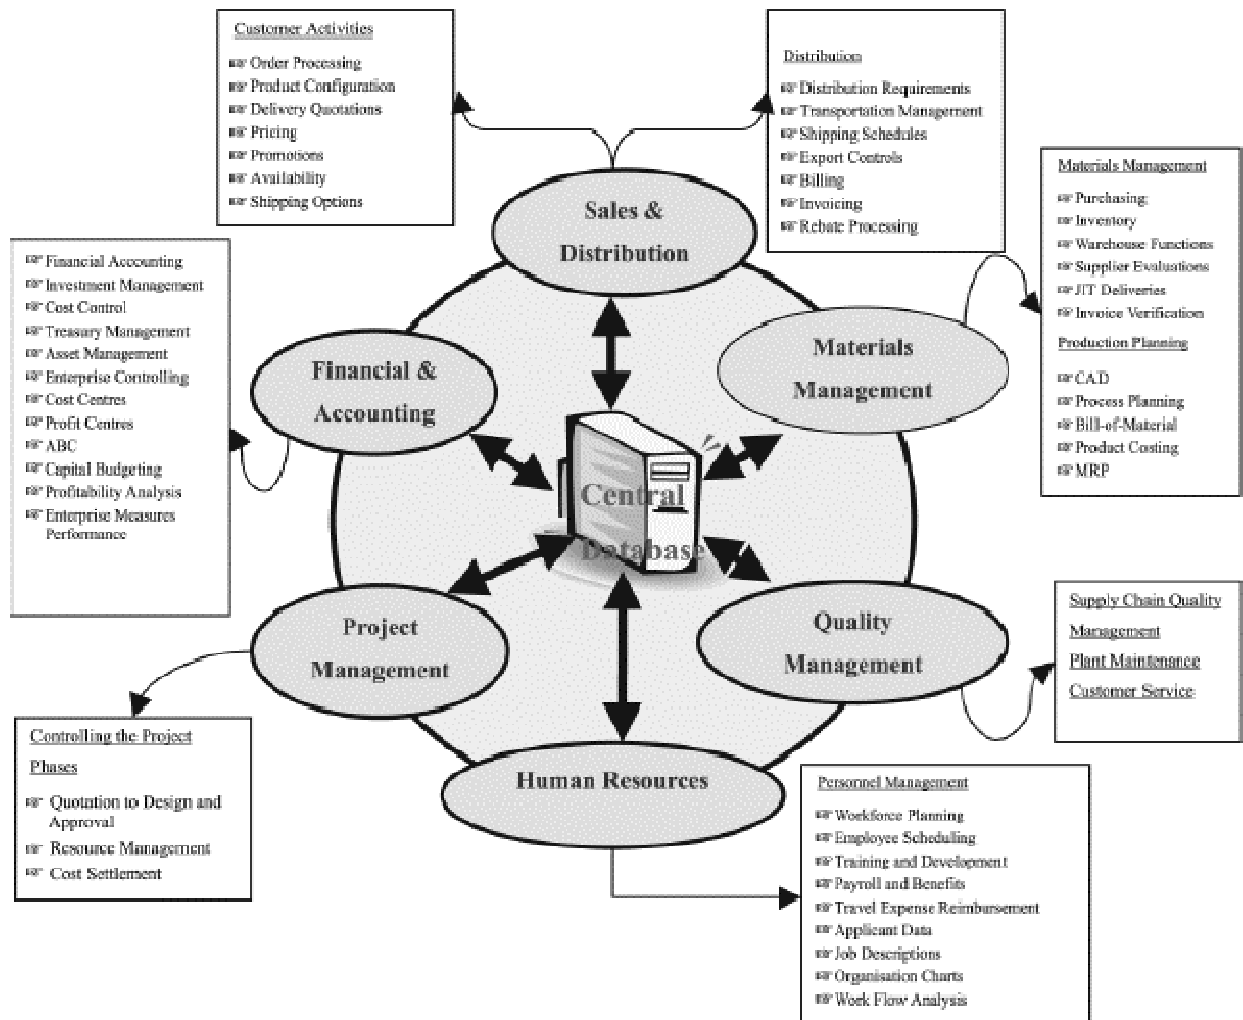 Customer Activities
Order Processing
Product Configuration
Delivery Quotations
Pricing
Promotions
Availability
Shipping Options
Distribution
Distribution Requirements
Transportation Management
Shipping Schedules
Export Controls
Billing
Invoicing
Rebate Processing
Materials Management
Purchasing;
Inventory
Warehouse Functions
Supplier Evaluations
JIT Deliveries
Invoice Verification
Production Planning
CAD
Process Planning
Bill-of-Material
Product Costing
MRP
Financial Accounting
Investment Management
Cost Control
Treasury Management
Asset Management
Enterprise Controlling
Cost Centres
Profit Centres
ABC
Capital Budgeting
Profitability Analysis
Enterprise Measures
Performance
Sales &
Distribution
Financial &
Accounting
Materials
Management
Central
Database
Project
Management
Quality
Management
Human Resources
Supply Chain Quality
Management
Plant Maintenance
Customer Service
Controlling the Project
Phases
Quotation to Design and
Approval
Resource Management
Cost Settlement
Personnel Management
Workforce Planning
Employee Scheduling
Training and Development
Payroll and Benefits
Travel Expense Reimbursement
Applicant Data
Job Descriptions
Organisation Charts
Work Flow Analysis